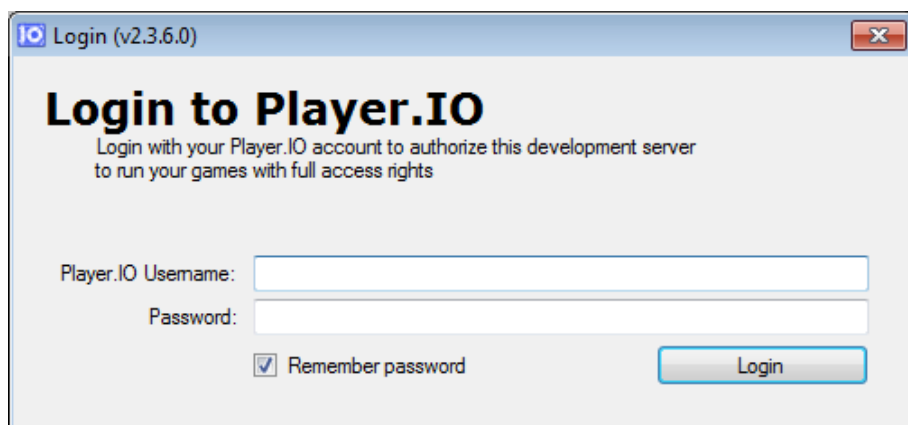 IO Login (v2.3.6.0)
Login to Player.IO
Login with your Player.IO account to authorize this development server
to run your games with full access rights
Player.IO Username:
Password:
Remember password Login